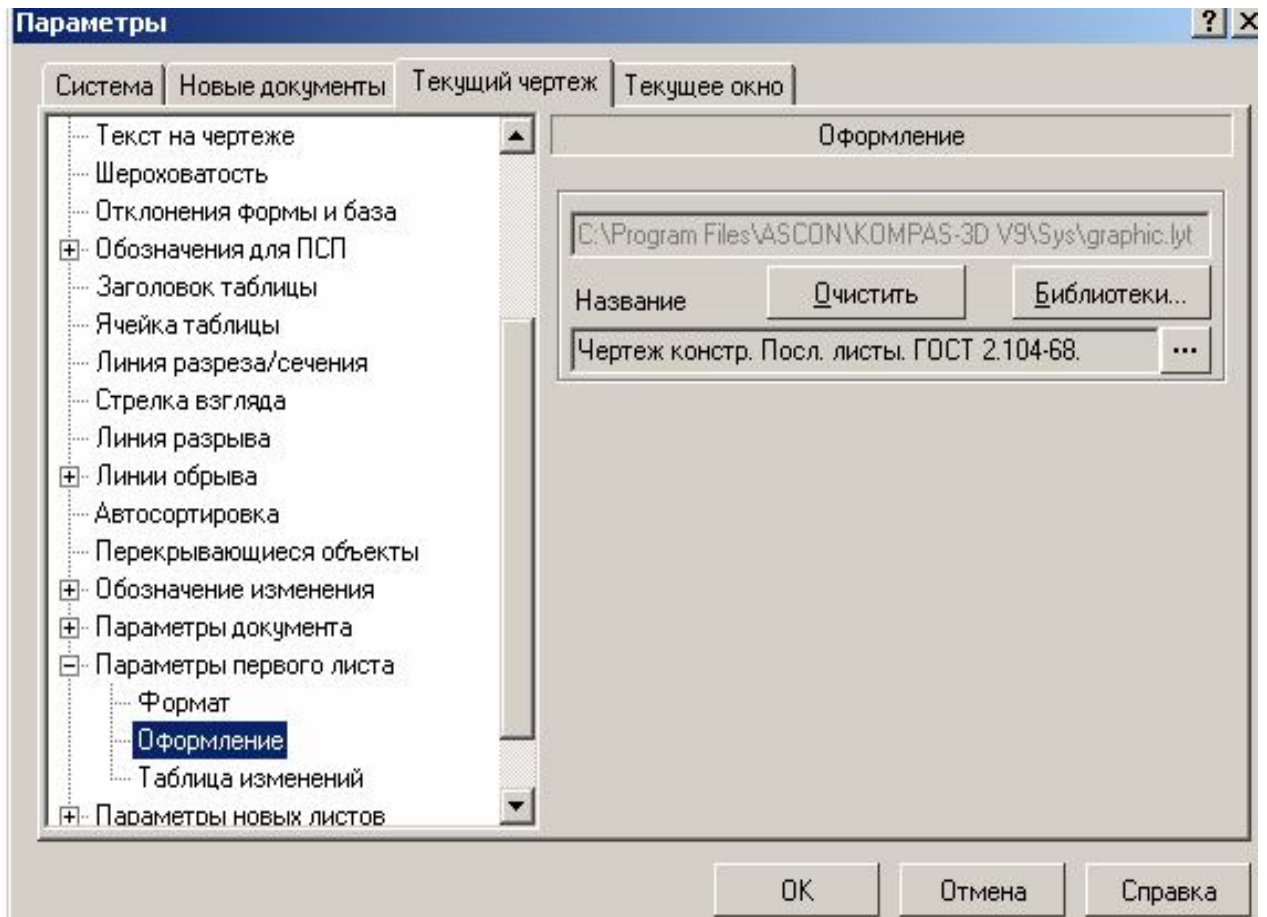 Параметры
? X
Система Новые документы Текущий чертеж Текущее окно
Текст на чертеже
Шероховатость
Отклонения формы и база
Обозначения для ПСП
Заголовок таблицы
Ячейка таблицы
Линия разреза/сечения
Стрелка взгляда
Линия разрыва
Линии обрыва
Автосортировка
Перекрывающиеся объекты
Обозначение изменения
Параметры документа
Параметры первого листа
Формат
Оформление
Таблица изменений
Параметры новых листов
Оформление
C:\Program Files\ASCON\KOMPAS-3D V9\Sys\graphic.lyt
Название Очистить Библиотеки...
Чертеж констр. Посл. листы. ГОСТ 2.104-68. ...
OK Отмена Справка